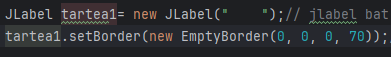 JLabel tartea1= new JLabel("    ");// jlabel bat
tartea1.setBorder(new EmptyBorder(0, 0, 0, 70));